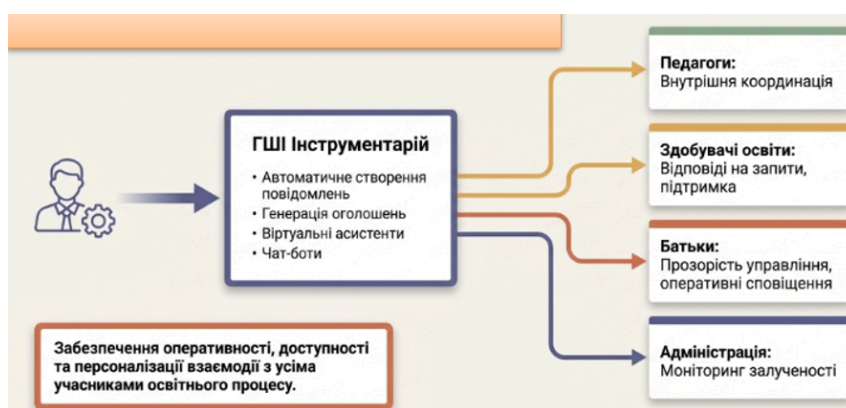 ГШІ Інструментарій
• Автоматичне створення
повідомлень
• Генерація оголошень
• Віртуальні асистенти
• Чат-боти
Педагоги:
Внутрішня координація
Здобувачі освіти:
Відповіді на запити,
підтримка
Батьки:
Прозорість управління,
оперативні сповіщення
Адміністрація:
Моніторинг залученості
Забезпечення оперативності, доступності
та персоналізації взаємодії з усіма
учасниками освітнього процесу.